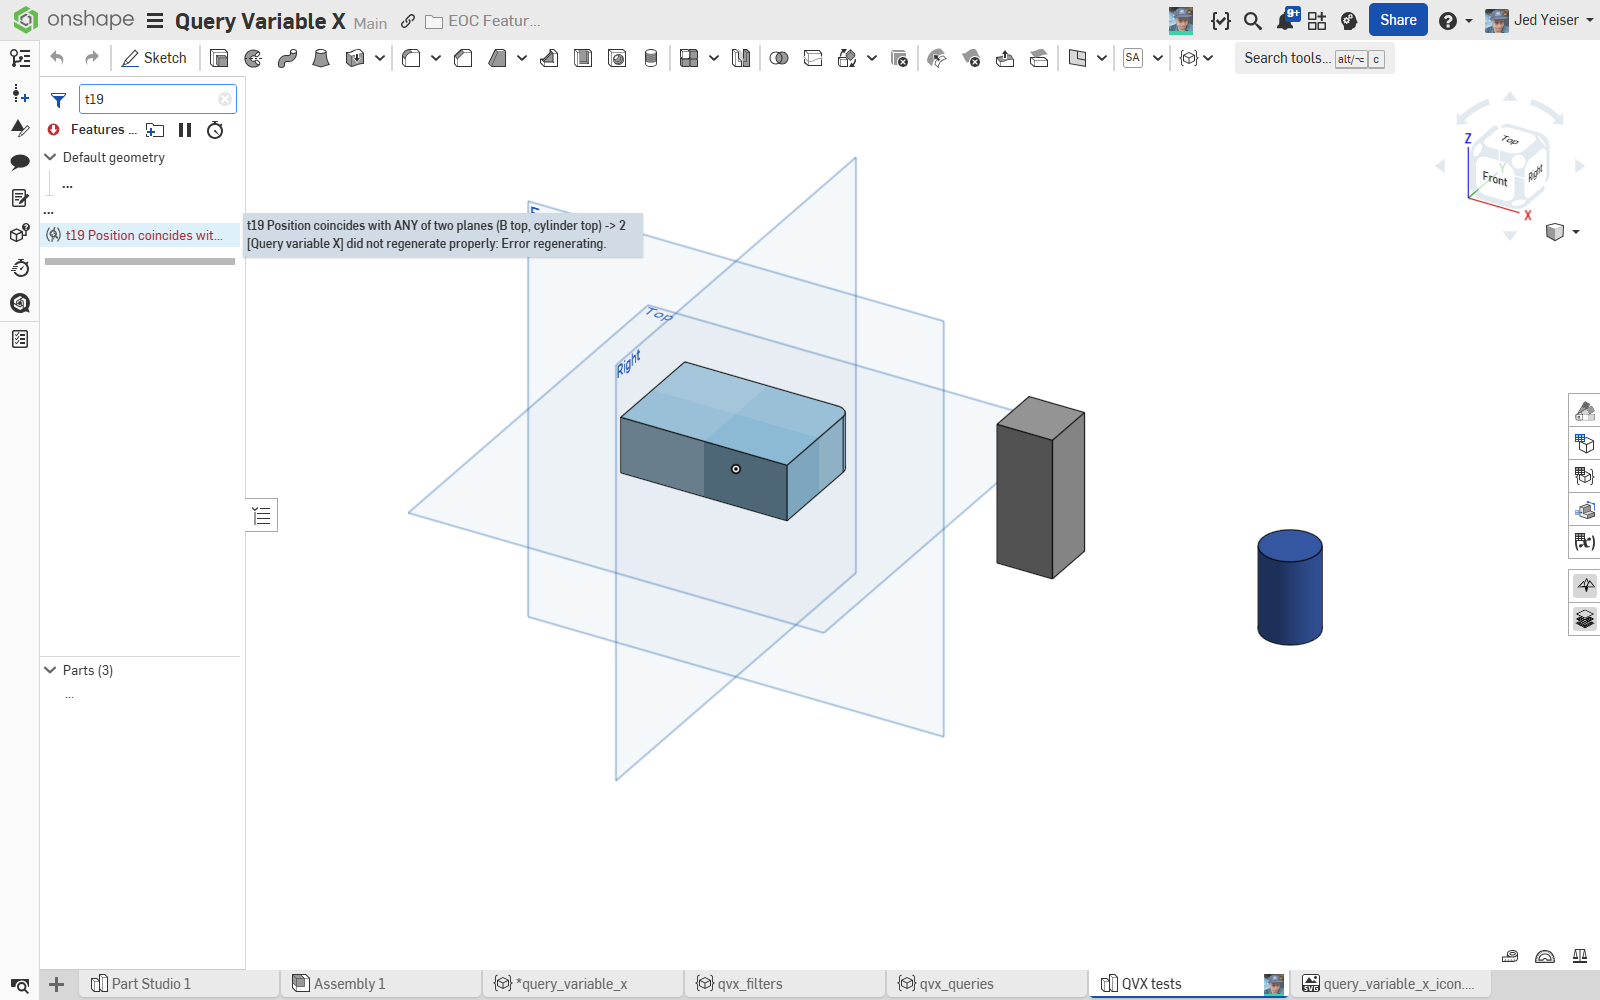 onshape
Query Variable X Main
EOC Featur...
9+
Share
Jed Yeiser
Sketch
SA
Search tools... alt/⌥ c
t19
Features ...
Default geometry
...
...
t19 Position coincides wit...
t19 Position coincides with ANY of two planes (B top, cylinder top) -> 2
[Query variable X] did not regenerate properly: Error regenerating.
Top
Right
Z
Top
Y
Front
Right
X
Parts (3)
...
Part Studio 1
Assembly 1
*query_variable_x
qvx_filters
qvx_queries
QVX tests
SVG
query_variable_x_icon....